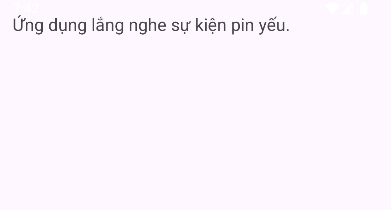 Ứng dụng lắng nghe sự kiện pin yếu.